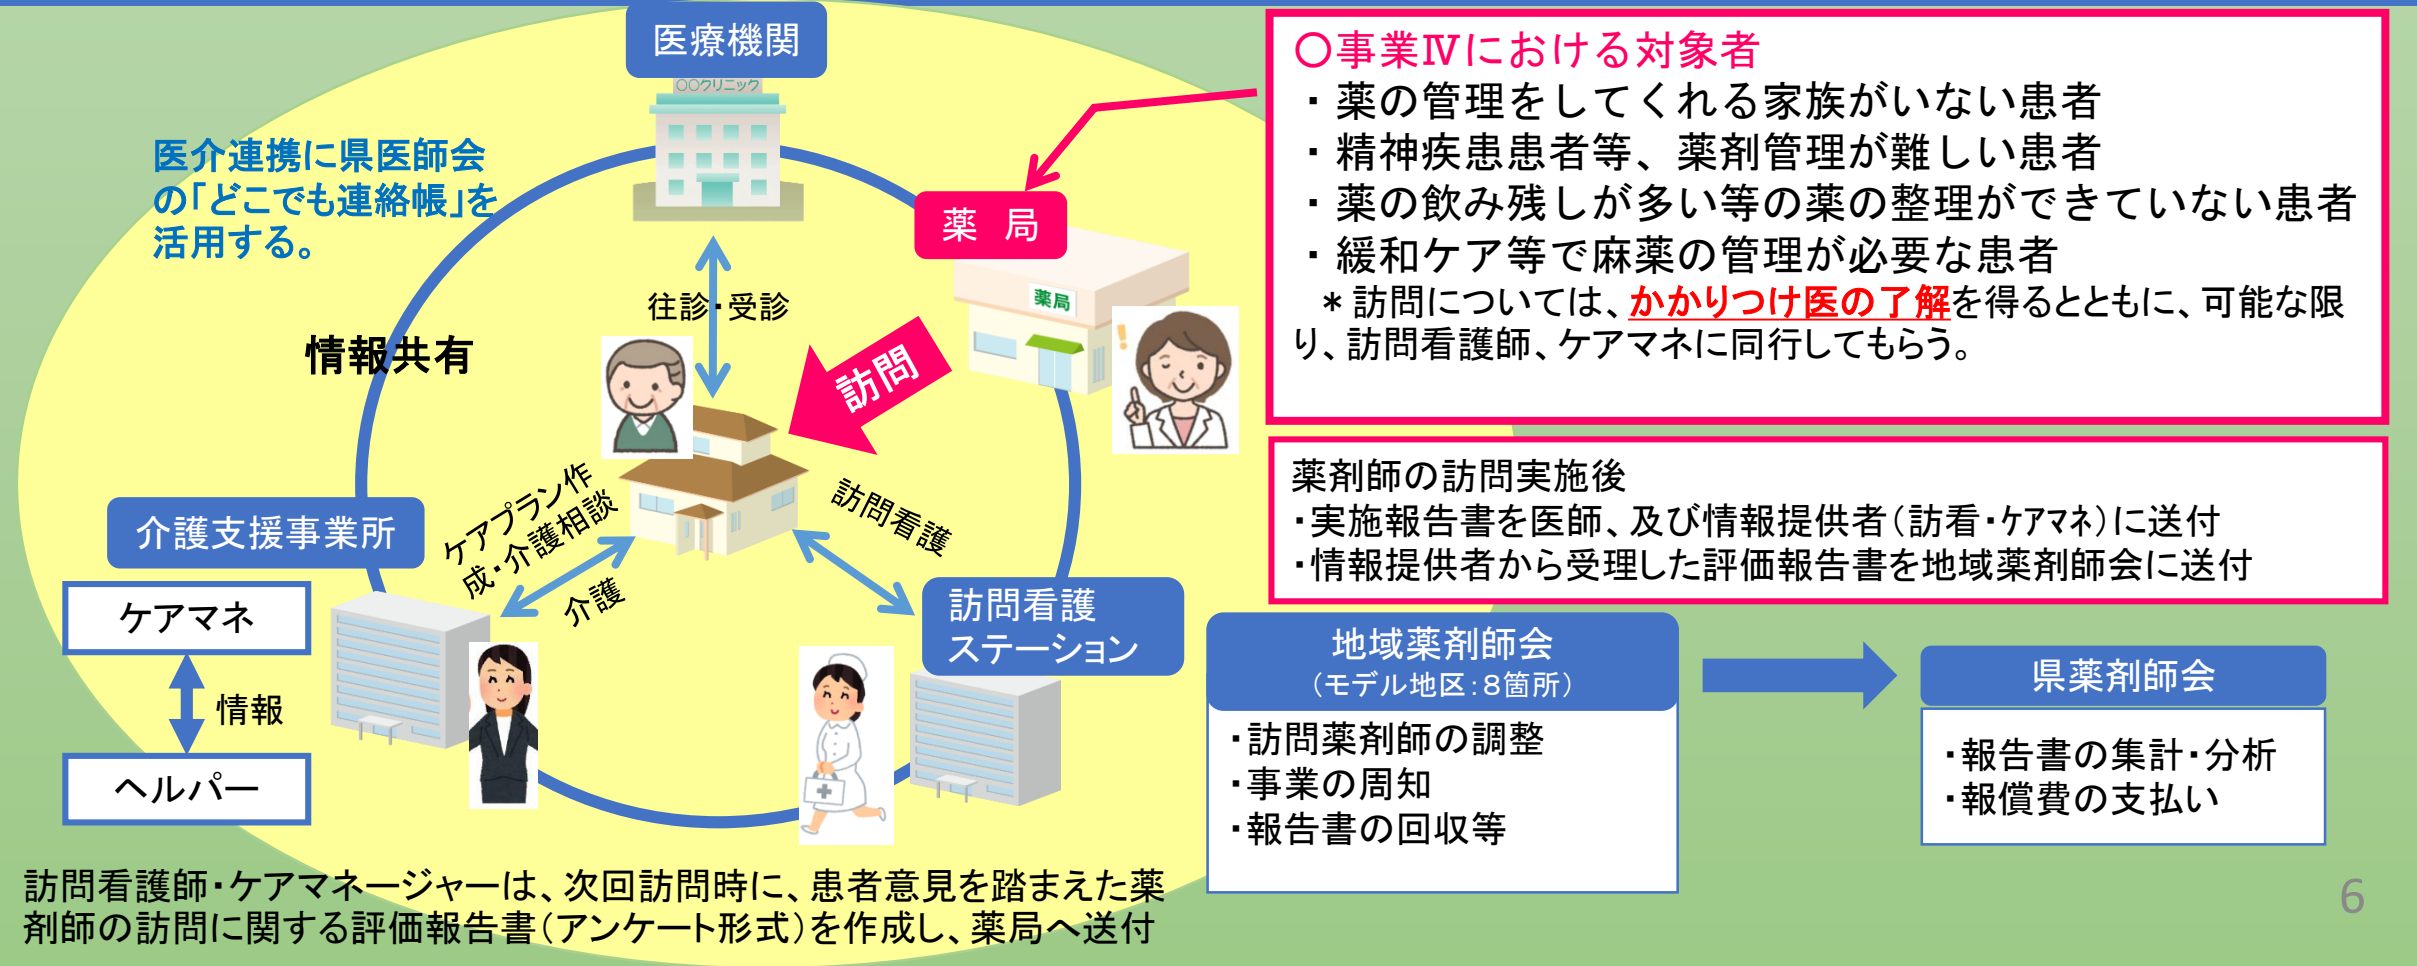 医療機関
〇〇クリニック
医介連携に県医師会
の「どこでも連絡帳」を
活用する。
情報共有
往診・受診
薬　局
薬局
訪問
ケアプラン作
成・介護相談
介護
訪問看護
介護支援事業所
ケアマネ
情報
ヘルパー
訪問看護
ステーション
訪問看護師・ケアマネージャーは、次回訪問時に、患者意見を踏まえた薬
剤師の訪問に関する評価報告書（アンケート形式）を作成し、薬局へ送付
〇事業Ⅳにおける対象者
・薬の管理をしてくれる家族がいない患者
・精神疾患患者等、薬剤管理が難しい患者
・薬の飲み残しが多い等の薬の整理ができていない患者
・緩和ケア等で麻薬の管理が必要な患者
＊訪問については、かかりつけ医の了解を得るとともに、可能な限
り、訪問看護師、ケアマネに同行してもらう。
薬剤師の訪問実施後
・実施報告書を医師、及び情報提供者（訪看・ｹｱﾏﾈ）に送付
・情報提供者から受理した評価報告書を地域薬剤師会に送付
地域薬剤師会
（モデル地区：８箇所）
・訪問薬剤師の調整
・事業の周知
・報告書の回収等
県薬剤師会
・報告書の集計・分析
・報償費の支払い
6